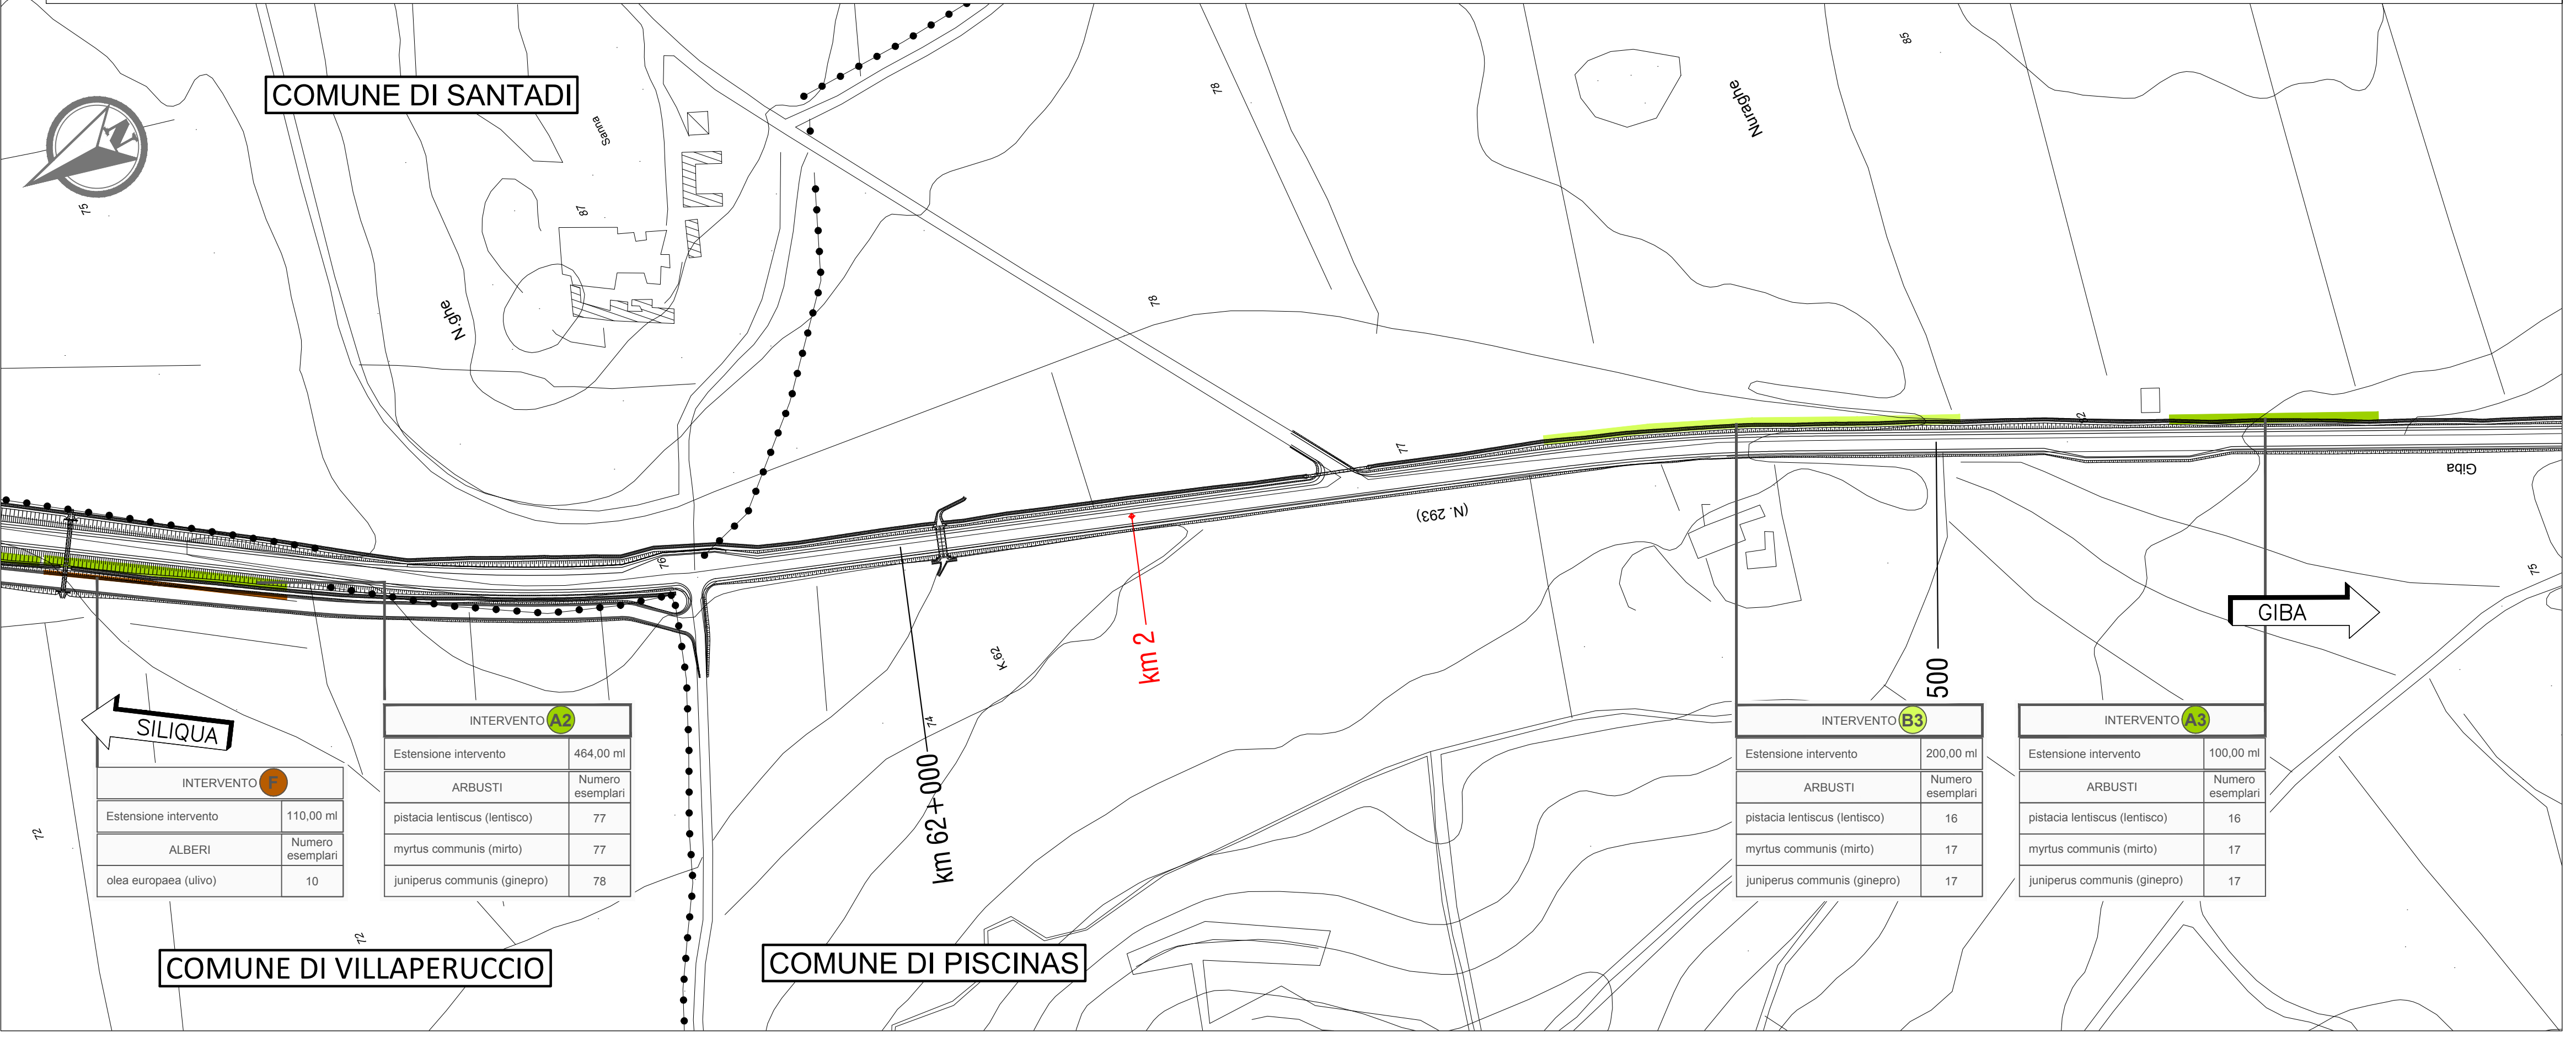 COMUNE DI SANTADI
N
75
Sanna
87
N.ghe
78
78
Nuraghe
85
77
82
(N. 293)
Giba
76
K.62
74
km 2
75
GIBA
500
km 62+000
SILIQUA
72
72
INTERVENTO F
Estensione intervento 110,00 ml
ALBERI Numero esemplari
olea europaea (ulivo) 10
INTERVENTO A2
Estensione intervento 464,00 ml
ARBUSTI Numero esemplari
pistacia lentiscus (lentisco) 77
myrtus communis (mirto) 77
juniperus communis (ginepro) 78
INTERVENTO B3
Estensione intervento 200,00 ml
ARBUSTI Numero esemplari
pistacia lentiscus (lentisco) 16
myrtus communis (mirto) 17
juniperus communis (ginepro) 17
INTERVENTO A3
Estensione intervento 100,00 ml
ARBUSTI Numero esemplari
pistacia lentiscus (lentisco) 16
myrtus communis (mirto) 17
juniperus communis (ginepro) 17
COMUNE DI VILLAPERUCCIO
COMUNE DI PISCINAS